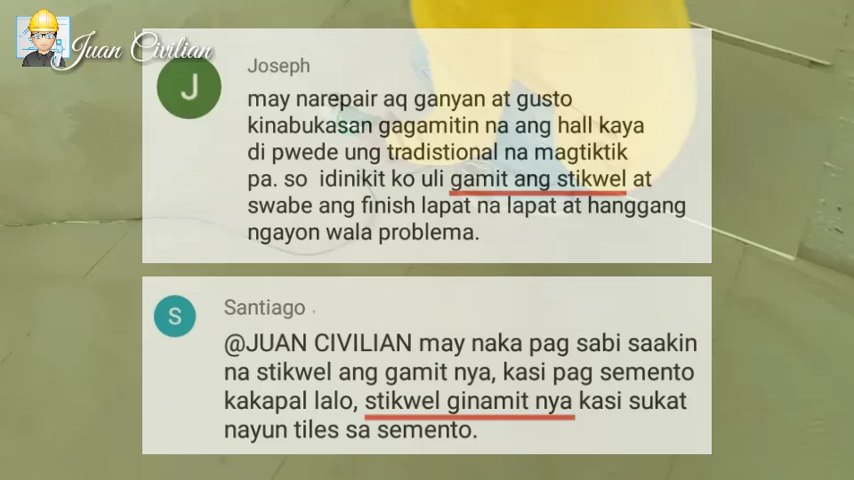 Juan Civilian
J
Joseph
may narepair aq ganyan at gusto
kinabukasan gagamitin na ang hall kaya
di pwede ung tradistional na magtiktik
pa. so idinikit ko uli gamit ang stikwel at
swabe ang finish lapat na lapat at hanggang
ngayon wala problema.
S
Santiago .
@JUAN CIVILIAN may naka pag sabi saakin
na stikwel ang gamit nya, kasi pag semento
kakapal lalo, stikwel ginamit nya kasi sukat
nayun tiles sa semento.